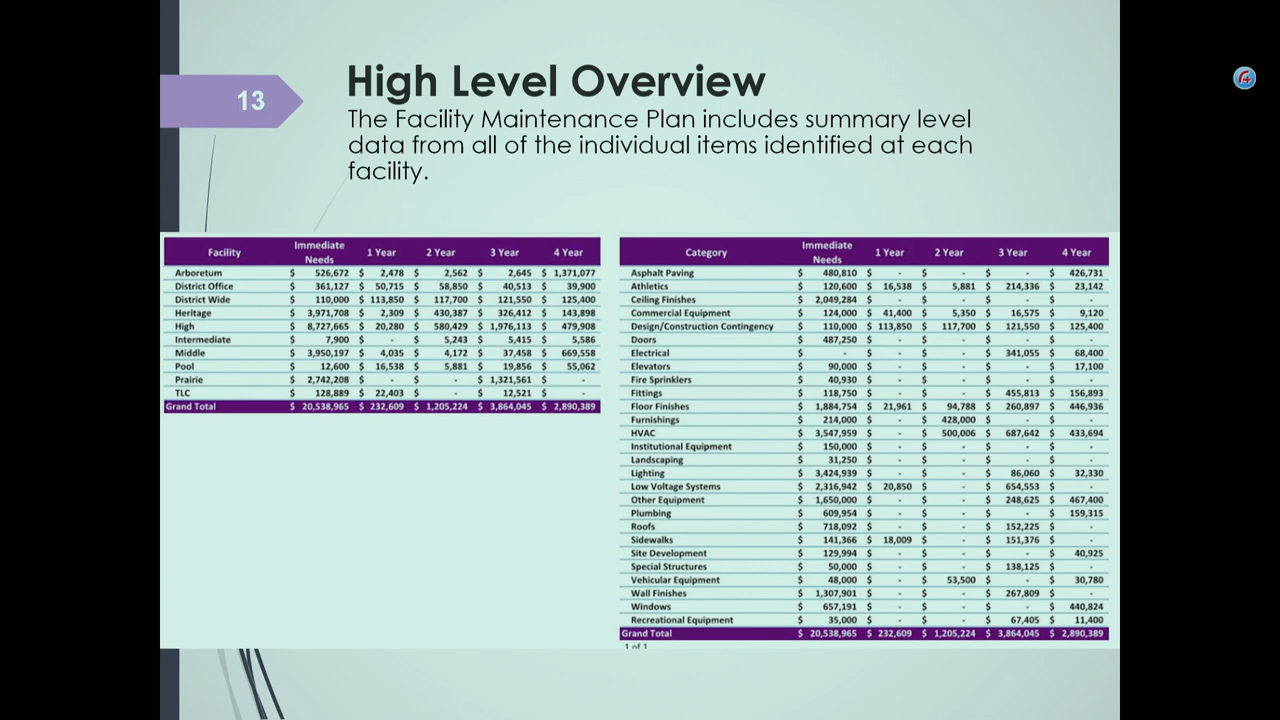 13
High Level Overview
The Facility Maintenance Plan includes summary level
data from all of the individual items identified at each
facility.
Facility Immediate Needs 1 Year 2 Year 3 Year 4 Year
Arboretum $ 526,672 $ 2,478 $ 2,562 $ 2,645 $ 1,371,077
District Office $ 361,127 $ 50,715 $ 58,850 $ 40,513 $ 39,900
District Wide $ 110,000 $ 113,850 $ 117,700 $ 121,550 $ 125,400
Heritage $ 3,971,708 $ 2,309 $ 430,387 $ 326,412 $ 143,898
High $ 8,727,665 $ 20,280 $ 580,429 $ 1,976,113 $ 479,908
Intermediate $ 7,900 $ - $ 5,243 $ 5,415 $ 5,586
Middle $ 3,950,197 $ 4,035 $ 4,172 $ 37,458 $ 669,558
Pool $ 12,600 $ 16,538 $ 5,881 $ 19,856 $ 55,062
Prairie $ 2,742,208 $ - $ - $ 1,321,561 $ -
TLC $ 128,889 $ 22,403 $ - $ 12,521 $ -
Grand Total $ 20,538,965 $ 232,609 $ 1,205,224 $ 3,864,045 $ 2,890,389
Category Immediate Needs 1 Year 2 Year 3 Year 4 Year
Asphalt Paving $ 480,810 $ - $ - $ - $ 426,731
Athletics $ 120,600 $ 16,538 $ 5,881 $ 214,336 $ 23,142
Ceiling Finishes $ 2,049,284 $ - $ - $ - $ -
Commercial Equipment $ 124,000 $ 41,400 $ 5,350 $ 16,575 $ 9,120
Design/Construction Contingency $ 110,000 $ 113,850 $ 117,700 $ 121,550 $ 125,400
Doors $ 487,250 $ - $ - $ - $ -
Electrical $ - $ - $ - $ 341,055 $ 68,400
Elevators $ 90,000 $ - $ - $ - $ 17,100
Fire Sprinklers $ 40,930 $ - $ - $ - $ -
Fittings $ 118,750 $ - $ - $ 455,813 $ 156,893
Floor Finishes $ 1,884,754 $ 21,961 $ 94,788 $ 260,897 $ 446,936
Furnishings $ 214,000 $ - $ 428,000 $ - $ -
HVAC $ 3,547,959 $ - $ 500,006 $ 687,642 $ 433,694
Institutional Equipment $ 150,000 $ - $ - $ - $ -
Landscaping $ 31,250 $ - $ - $ - $ -
Lighting $ 3,424,939 $ - $ - $ 86,060 $ 32,330
Low Voltage Systems $ 2,316,942 $ 20,850 $ - $ 654,553 $ -
Other Equipment $ 1,650,000 $ - $ - $ 248,625 $ 467,400
Plumbing $ 609,954 $ - $ - $ - $ 159,315
Roofs $ 718,092 $ - $ - $ 152,225 $ -
Sidewalks $ 141,366 $ 18,009 $ - $ 151,376 $ -
Site Development $ 129,994 $ - $ - $ - $ 40,925
Special Structures $ 50,000 $ - $ - $ 138,125 $ -
Vehicular Equipment $ 48,000 $ - $ 53,500 $ - $ 30,780
Wall Finishes $ 1,307,901 $ - $ - $ 267,809 $ -
Windows $ 657,191 $ - $ - $ - $ 440,824
Recreational Equipment $ 35,000 $ - $ - $ 67,405 $ 11,400
Grand Total $ 20,538,965 $ 232,609 $ 1,205,224 $ 3,864,045 $ 2,890,389
1 of 1